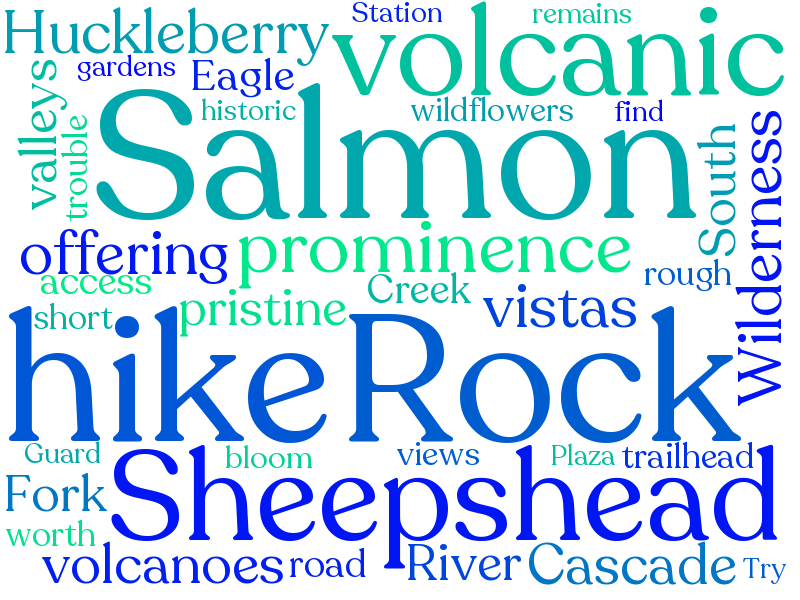 Station
remains
Huckleberry
volcanic
gardens
Eagle
valleys
historic
wildflowers
find
trouble
Salmon
South
Wilderness
offering
prominence
access
Creek
rough
short
pristine
vistas
hike
Rock
Guard
bloom
views
Plaza
trailhead
Fork
Sheepshead
worth
volcanoes
road
River
Cascade
Try